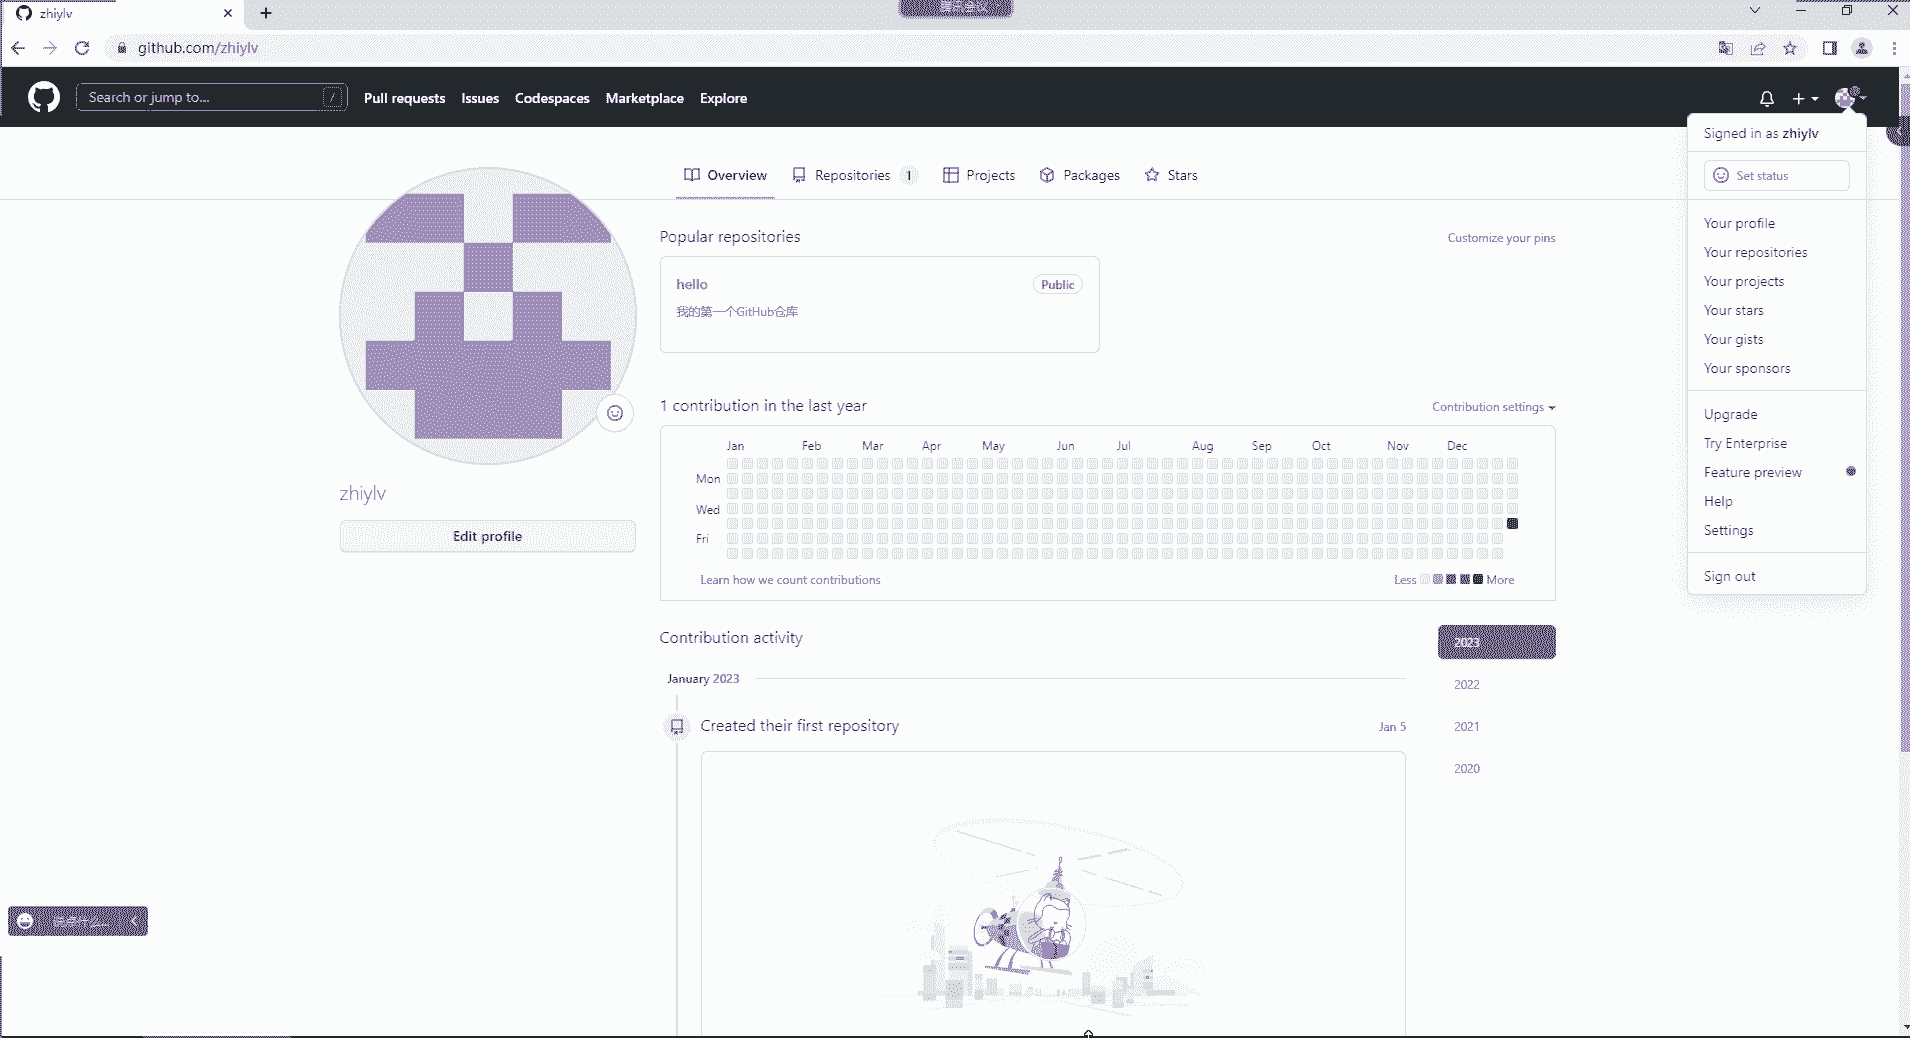 zhiylv
github.com/zhiylv
Search or jump to... /
Pull requests Issues Codespaces Marketplace Explore
Signed in as zhiylv
Set status
Your profile
Your repositories
Your projects
Your stars
Your gists
Your sponsors
Upgrade
Try Enterprise
Feature preview
Help
Settings
Sign out
Overview Repositories 1 Projects Packages Stars
zhiylv
Edit profile
Popular repositories Customize your pins
hello Public
我的第一个GitHub仓库
1 contribution in the last year Contribution settings
Jan Feb Mar Apr May Jun Jul Aug Sep Oct Nov Dec
Mon
Wed
Fri
Learn how we count contributions Less More
Contribution activity
2023
2022
2021
2020
January 2023
Created their first repository Jan 5